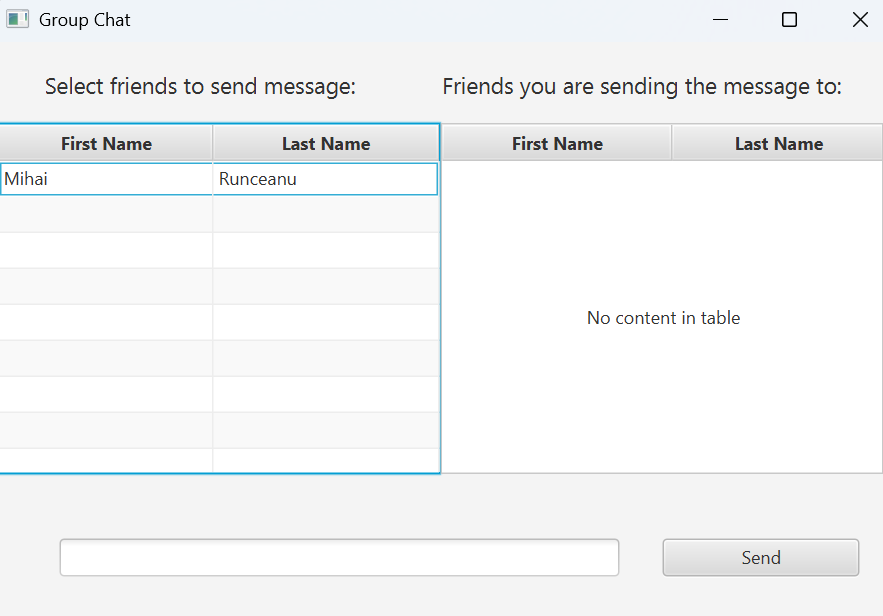 Group Chat
Select friends to send message:
Friends you are sending the message to:
First Name Last Name First Name Last Name
Mihai Runceanu
No content in table
Send